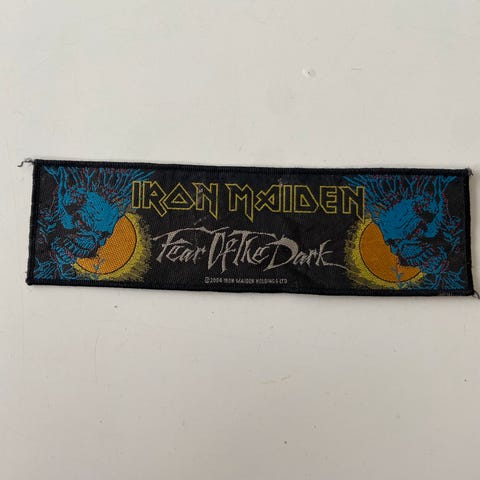 IRON MAIDEN
Fear Of The Dark
©2004 IRON MAIDEN HOLDINGS LTD